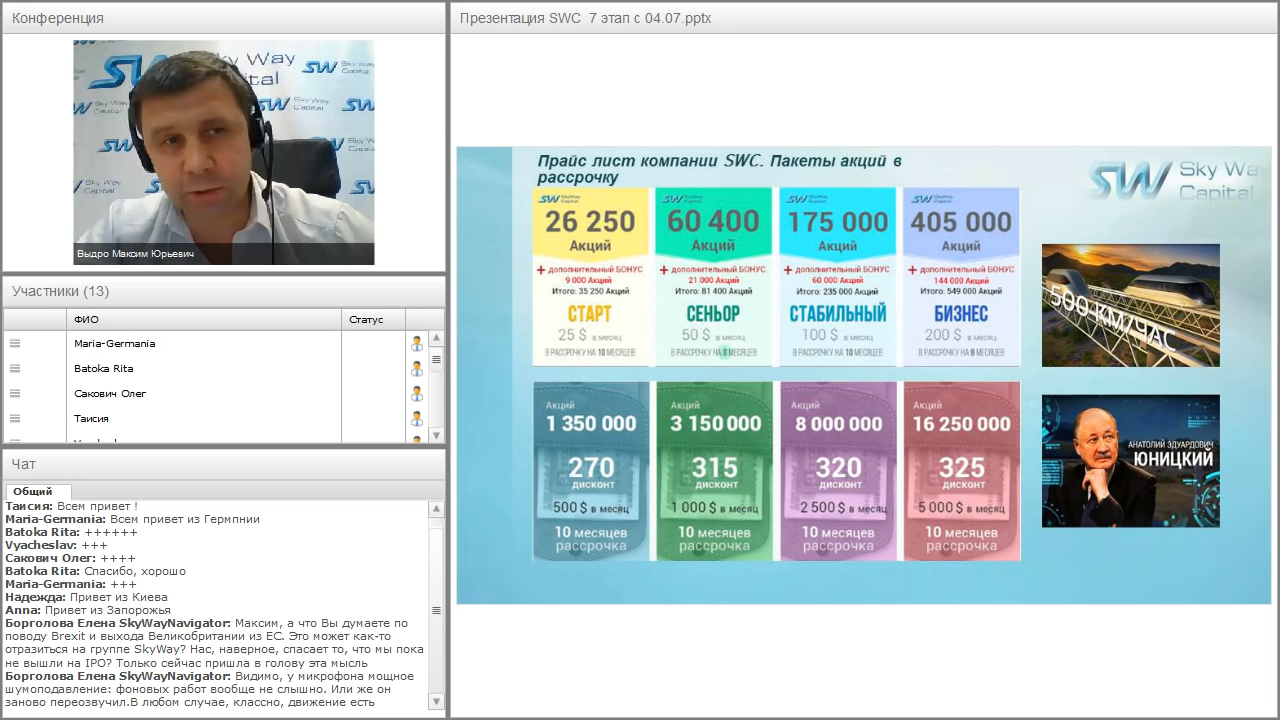 Конференция
Sky Way
Capital
SW
Sky Way
Capital
Выдро Максим Юрьевич
Участники (13)
ФИО
Статус
Maria-Germania
Batoka Rita
Сакович Олег
Таисия
Чат
Общий
Таисия: Всем привет !
Maria-Germania: Всем привет из Гермпнии
Batoka Rita: ++++++
Vyacheslav: +++
Сакович Олег: ++++
Batoka Rita: Спасибо, хорошо
Maria-Germania: +++
Надежда: Привет из Киева
Anna: Привет из Запорожья
Борголова Елена SkyWayNavigator: Максим, а что Вы думаете по
поводу Brexit и выхода Великобритании из ЕС. Это может как-то
отразиться на группе SkyWay? Нас, наверное, спасает то, что мы пока
не вышли на IPO? Только сейчас пришла в голову эта мысль
Борголова Елена SkyWayNavigator: Видимо, у микрофона мощное
шумоподавление: фоновых работ вообще не слышно. Или же он
заново переозвучил.В любом случае, классно, движение есть
Презентация SWC 7 этап с 04.07.pptx
Прайс лист компании SWC. Пакеты акций в
рассрочку
SW Sky Wa
Capital
26 250
Акций
+ дополнительный БОНУС
9 000 Акций
Итого: 35 250 Акций
СТАРТ
25 $ в месяц
В РАССРОЧКУ НА 10 МЕСЯЦЕВ
60 400
Акций
+ дополнительный БОНУС
21 000 Акций
Итого: 81 400 Акций
СЕНЬОР
50 $ в месяц
В РАССРОЧКУ НА 8 МЕСЯЦЕВ
175 000
Акций
+ дополнительный БОНУС
60 000 Акций
Итого: 235 000 Акций
СТАБИЛЬНЫЙ
100 $ в месяц
В РАССРОЧКУ НА 10 МЕСЯЦЕВ
405 000
Акций
+ дополнительный БОНУС
144 000 Акций
Итого: 549 000 Акций
БИЗНЕС
200 $ в месяц
В РАССРОЧКУ НА 9 МЕСЯЦЕВ
Акций
1 350 000
270
дисконт
500 $ в месяц
10 месяцев
рассрочка
Акций
3 150 000
315
дисконт
1 000 $ в месяц
10 месяцев
рассрочка
Акций
8 000 000
320
дисконт
2 500 $ в месяц
10 месяцев
рассрочка
Акций
16 250 000
325
дисконт
5 000 $ в месяц
10 месяцев
рассрочка
500 КМ/ЧАС
АНАТОЛИЙ ЭДУАРДОВИЧ
ЮНИЦКИЙ